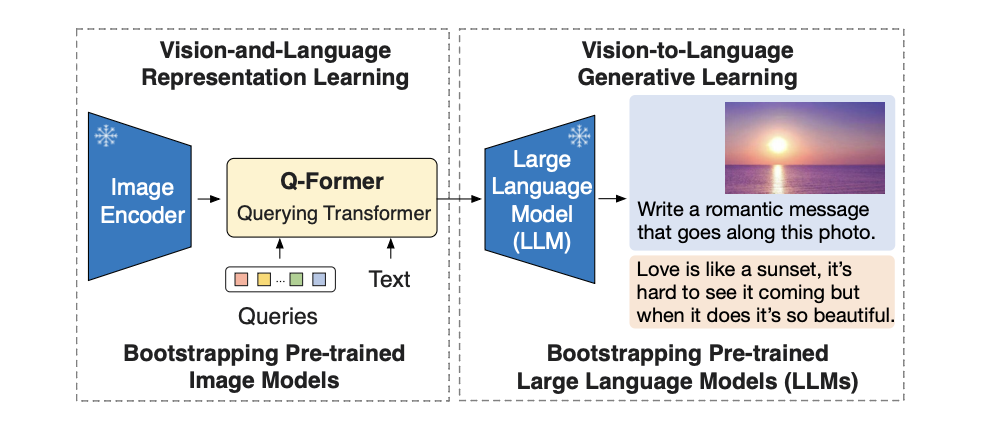 Vision-and-Language
Representation Learning
Image
Encoder
Q-Former
Querying Transformer
...
Queries
Text
Bootstrapping Pre-trained
Image Models
Vision-to-Language
Generative Learning
Large
Language
Model
(LLM)
Write a romantic message
that goes along this photo.
Love is like a sunset, it’s
hard to see it coming but
when it does it’s so beautiful.
Bootstrapping Pre-trained
Large Language Models (LLMs)